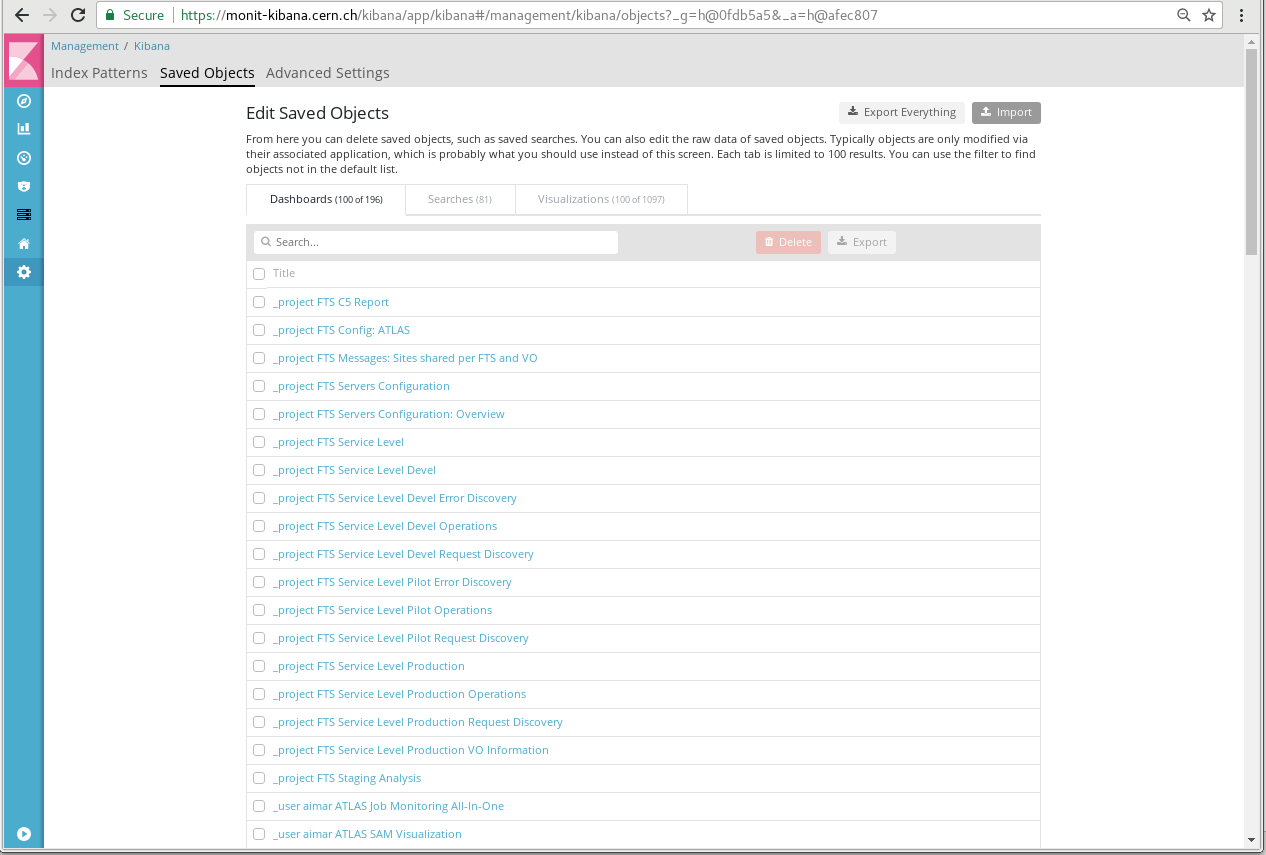 Secure https://monit-kibana.cern.ch/kibana/app/kibana#/management/kibana/objects?_g=h@0fdb5a5&_a=h@afec807
Management / Kibana
Index Patterns Saved Objects Advanced Settings
Edit Saved Objects Export Everything Import
From here you can delete saved objects, such as saved searches. You can also edit the raw data of saved objects. Typically objects are only modified via
their associated application, which is probably what you should use instead of this screen. Each tab is limited to 100 results. You can use the filter to find
objects not in the default list.
Dashboards (100 of 196) Searches (81) Visualizations (100 of 1097)
Search... Delete Export
Title
_project FTS C5 Report
_project FTS Config: ATLAS
_project FTS Messages: Sites shared per FTS and VO
_project FTS Servers Configuration
_project FTS Servers Configuration: Overview
_project FTS Service Level
_project FTS Service Level Devel
_project FTS Service Level Devel Error Discovery
_project FTS Service Level Devel Operations
_project FTS Service Level Devel Request Discovery
_project FTS Service Level Pilot Error Discovery
_project FTS Service Level Pilot Operations
_project FTS Service Level Pilot Request Discovery
_project FTS Service Level Production
_project FTS Service Level Production Operations
_project FTS Service Level Production Request Discovery
_project FTS Service Level Production VO Information
_project FTS Staging Analysis
_user aimar ATLAS Job Monitoring All-In-One
_user aimar ATLAS SAM Visualization